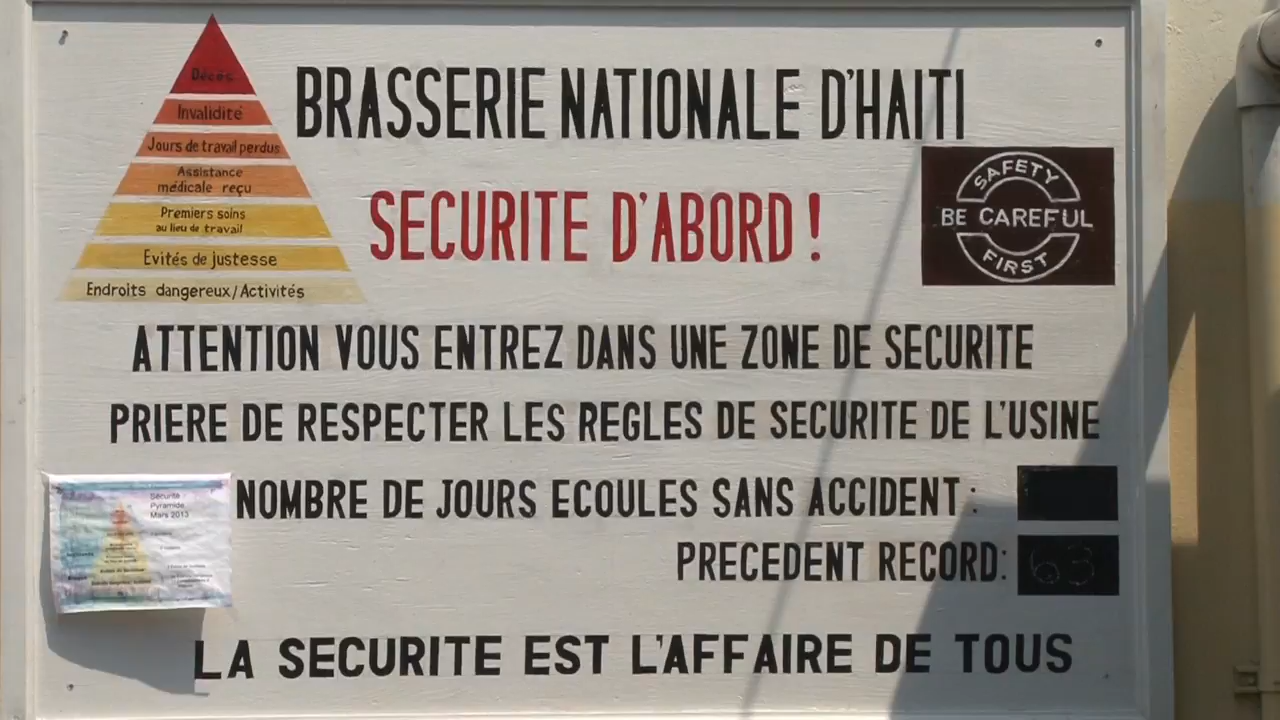 Décès
Invalidité
Jours de travail perdus
Assistance
médicale reçu
Premiers soins
au lieu de travail
Evités de justesse
Endroits dangereux/Activités
BRASSERIE NATIONALE D'HAITI
SECURITE D'ABORD !
SAFETY
BE CAREFUL
FIRST
ATTENTION VOUS ENTREZ DANS UNE ZONE DE SECURITE
PRIERE DE RESPECTER LES REGLES DE SECURITE DE L'USINE
Sécurité
Pyramide
Mars 2013
NOMBRE DE JOURS ECOULES SANS ACCIDENT :
PRECEDENT RECORD: 63
LA SECURITE EST L'AFFAIRE DE TOUS